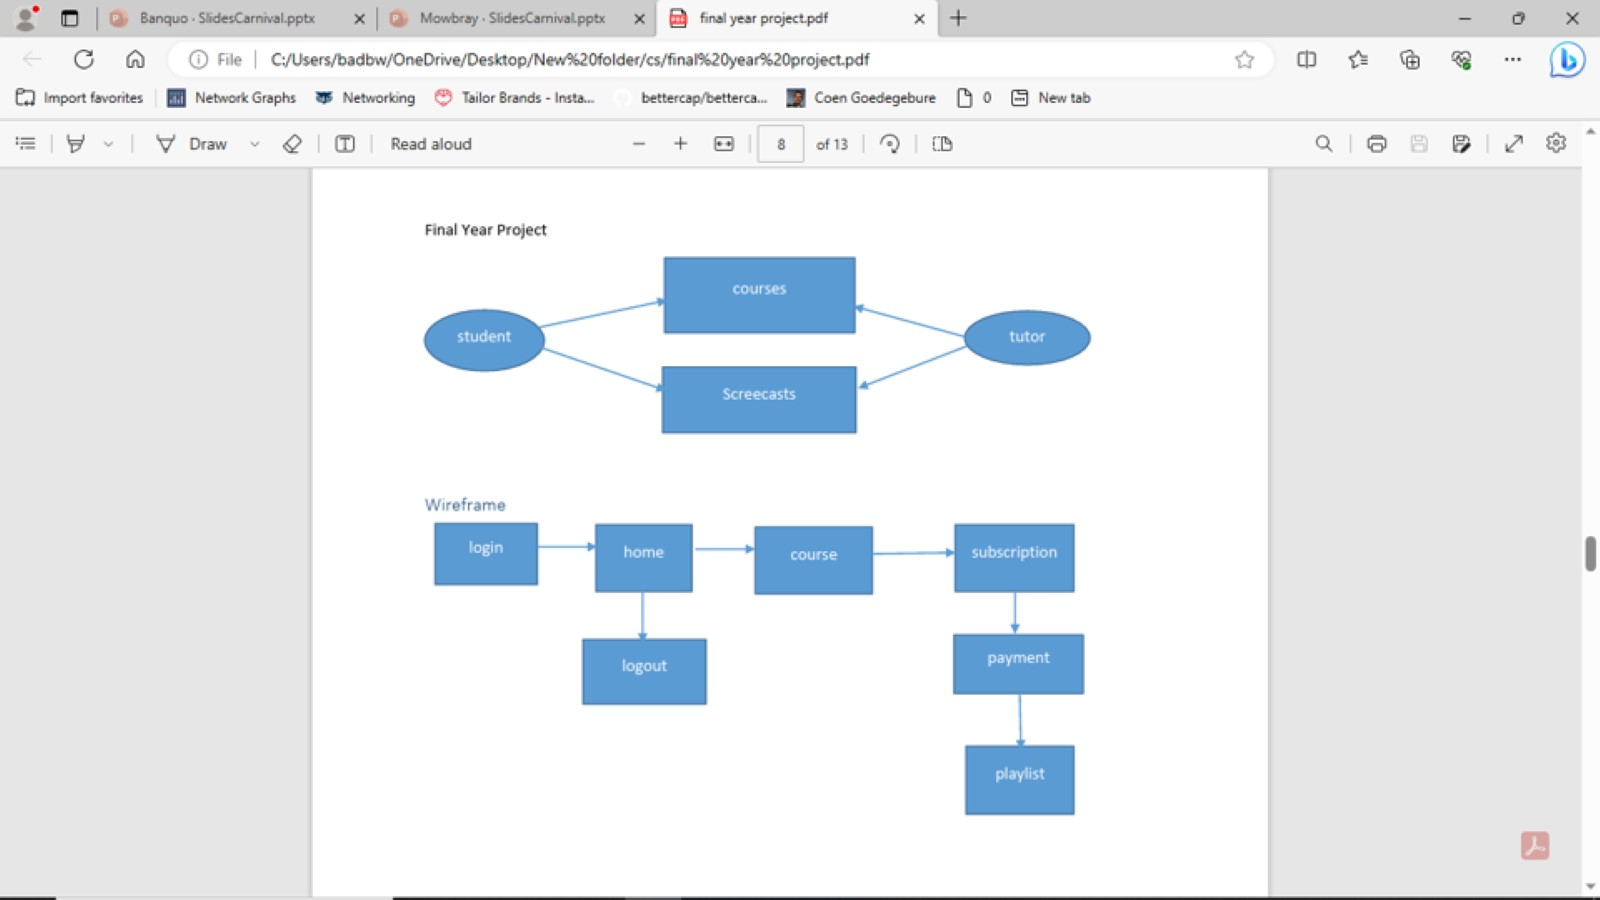 Banquo - SlidesCarnival.pptx
Mowbray - SlidesCarnival.pptx
final year project.pdf
File
C:/Users/badbw/OneDrive/Desktop/New%20folder/cs/final%20year%20project.pdf
Import favorites
Network Graphs
Networking
Tailor Brands - Insta...
bettercap/betterca...
Coen Goedegebure
0
New tab
Draw
Read aloud
8
of 13
Final Year Project
courses
student
tutor
Screecasts
Wireframe
login
home
course
subscription
logout
payment
playlist